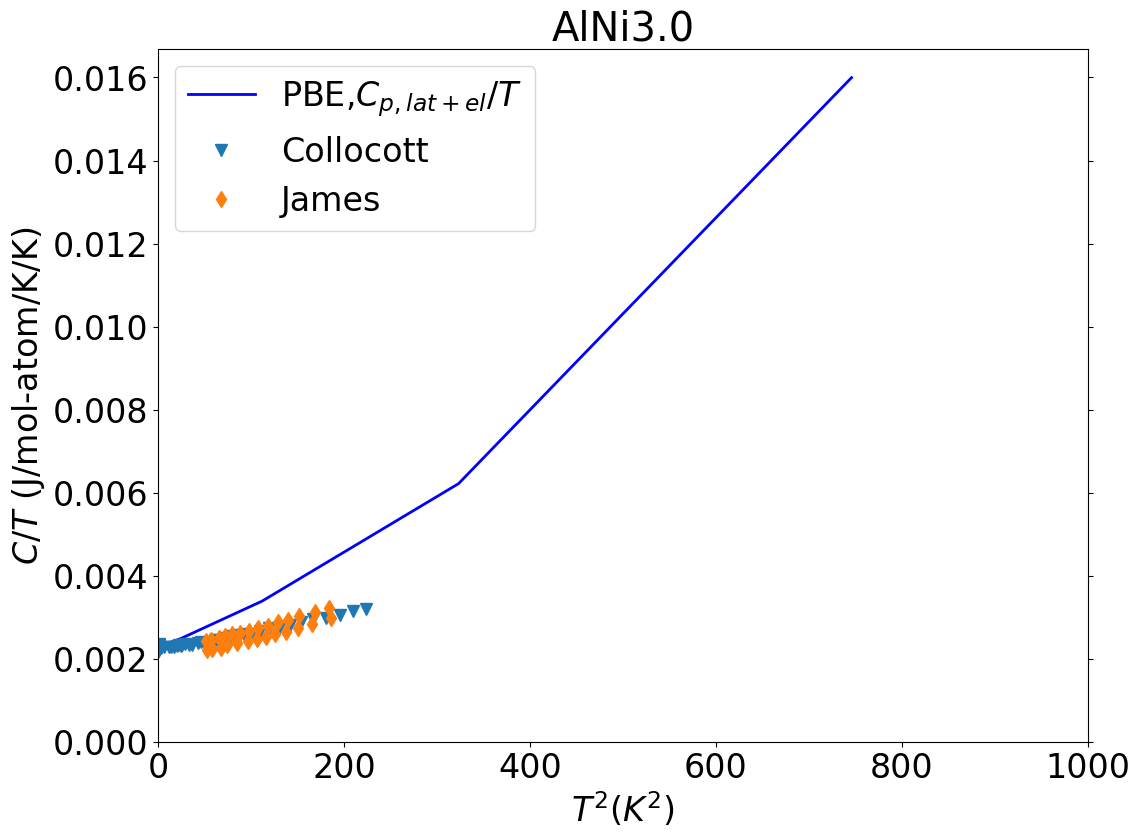 AlNi3.0
PBE,$C_{p,lat+el}/T$
Collocott
James
0.016
0.014
0.012
0.010
0.008
0.006
0.004
0.002
0.000
$C/T$ (J/mol-atom/K/K)
0 200 400 600 800 1000
$T^2(K^2)$